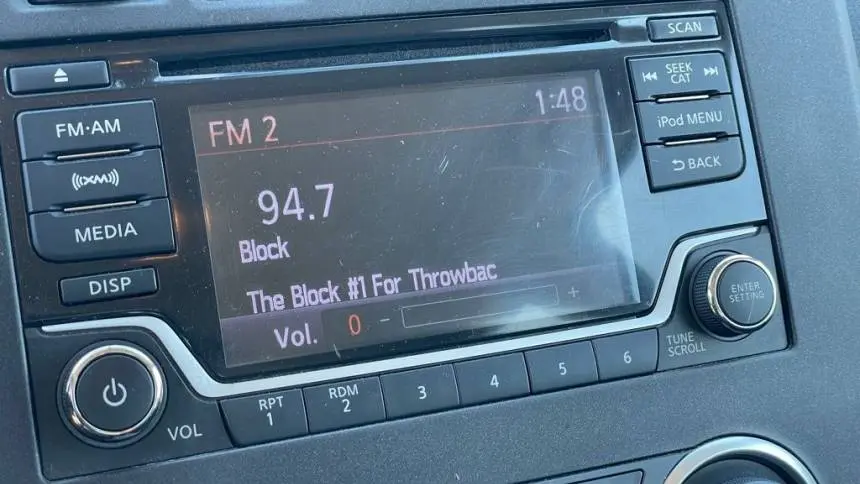 SCAN
FM·AM
SEEK
CAT
iPod MENU
BACK
((XM))
MEDIA
DISP
FM 2
1:48
94.7
Block
The Block #1 For Throwbac
Vol. 0 - +
ENTER
SETTING
TUNE
SCROLL
VOL
RPT
1
RDM
2
3
4
5
6